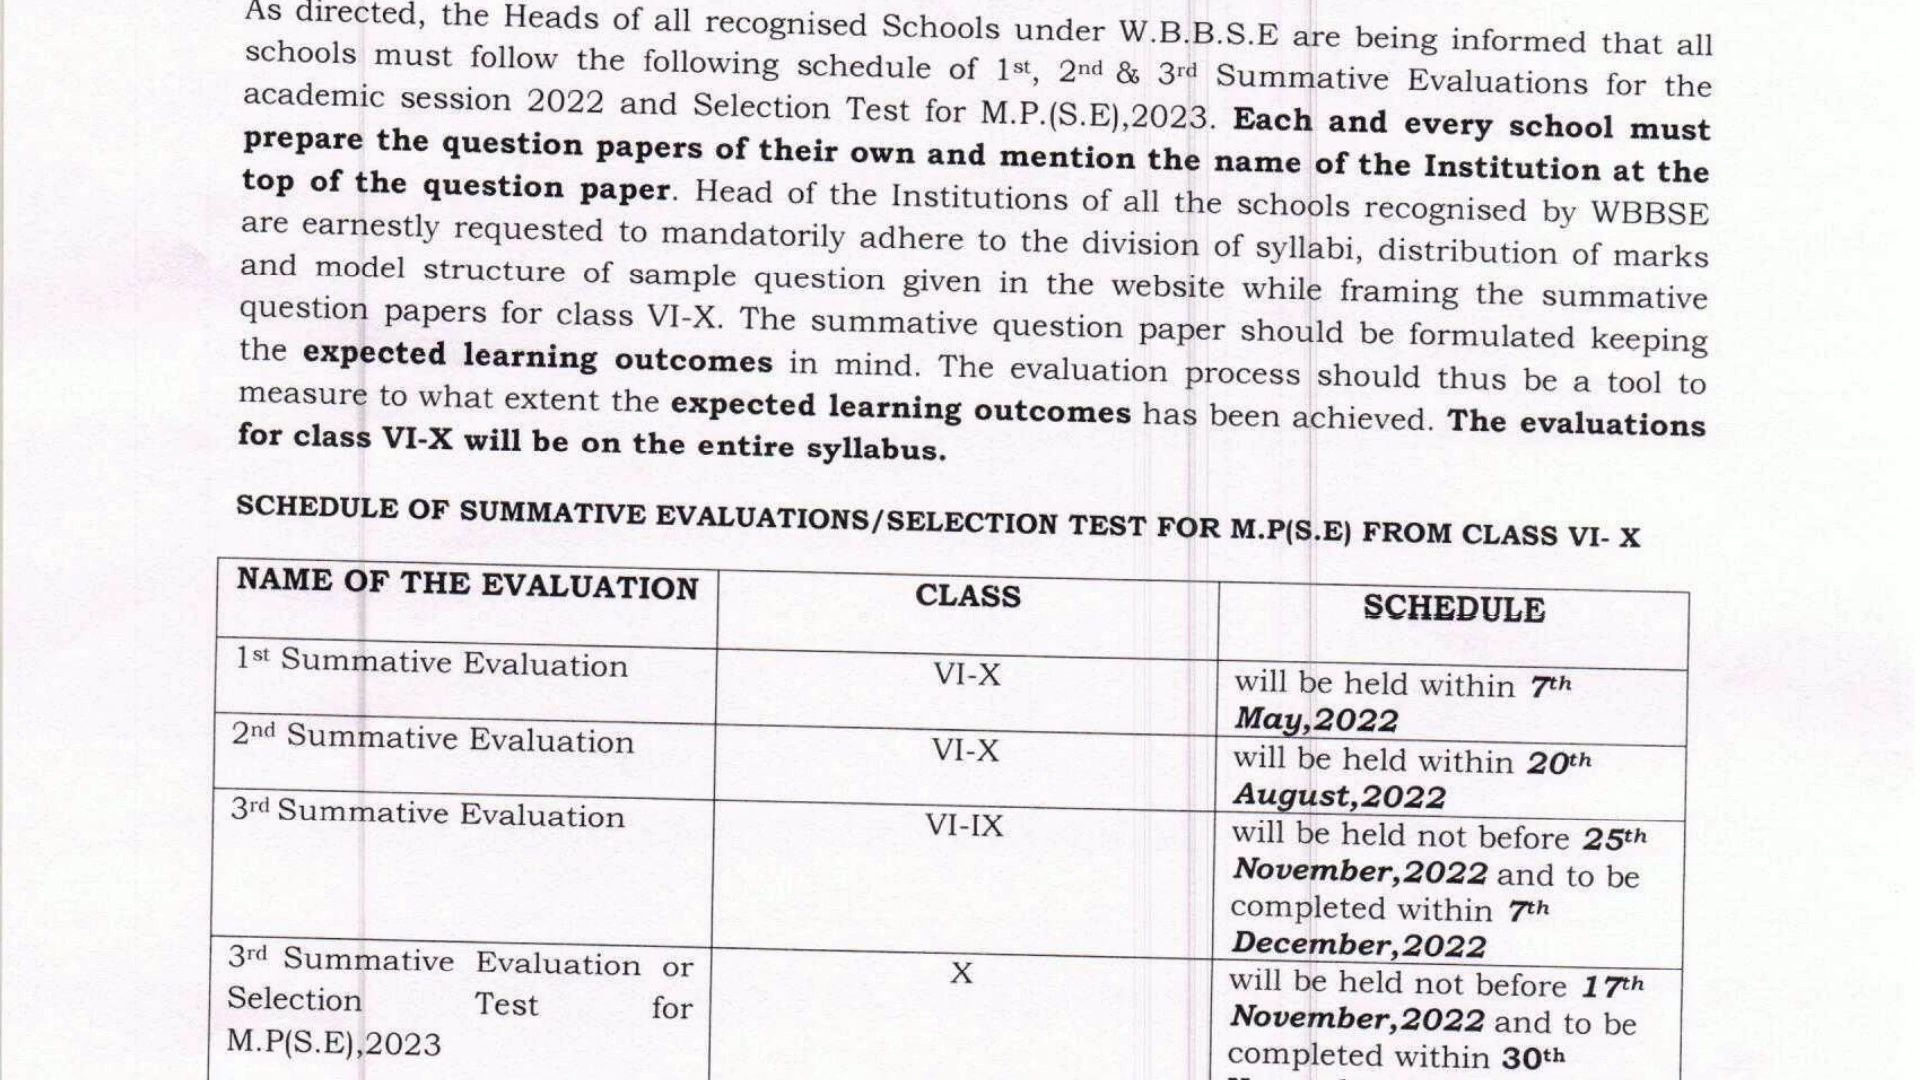 As directed, the Heads of all recognised Schools under W.B.B.S.E are being informed that all
schools must follow the following schedule of 1st, 2nd & 3rd Summative Evaluations for the
academic session 2022 and Selection Test for M.P.(S.E),2023. Each and every school must
prepare the question papers of their own and mention the name of the Institution at the
top of the question paper. Head of the Institutions of all the schools recognised by WBBSE
are earnestly requested to mandatorily adhere to the division of syllabi, distribution of marks
and model structure of sample question given in the website while framing the summative
question papers for class VI-X. The summative question paper should be formulated keeping
the expected learning outcomes in mind. The evaluation process should thus be a tool to
measure to what extent the expected learning outcomes has been achieved. The evaluations
for class VI-X will be on the entire syllabus.
SCHEDULE OF SUMMATIVE EVALUATIONS/SELECTION TEST FOR M.P(S.E) FROM CLASS VI- X
NAME OF THE EVALUATION CLASS SCHEDULE
1st Summative Evaluation VI-X will be held within 7th
May,2022
2nd Summative Evaluation VI-X will be held within 20th
August,2022
3rd Summative Evaluation VI-IX will be held not before 25th
November,2022 and to be
completed within 7th
December,2022
3rd Summative Evaluation or X will be held not before 17th
Selection Test for November,2022 and to be
M.P(S.E),2023 completed within 30th